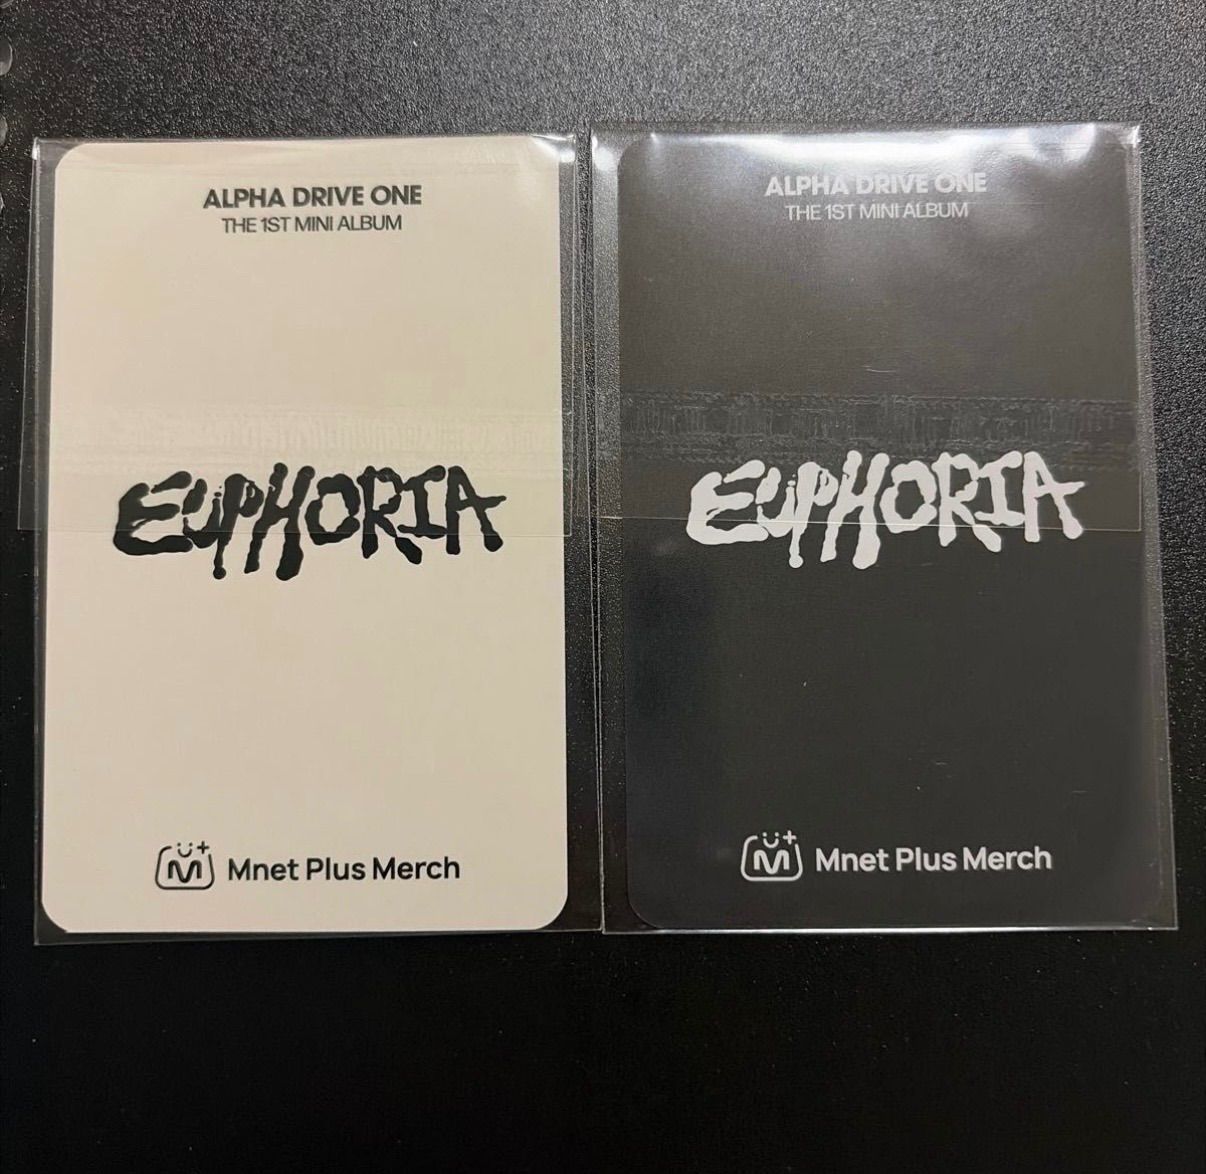 ALPHA DRIVE ONE
THE 1ST MINI ALBUM
EUPHORIA
Mnet Plus Merch
ALPHA DRIVE ONE
THE 1ST MINI ALBUM
EUPHORIA
Mnet Plus Merch